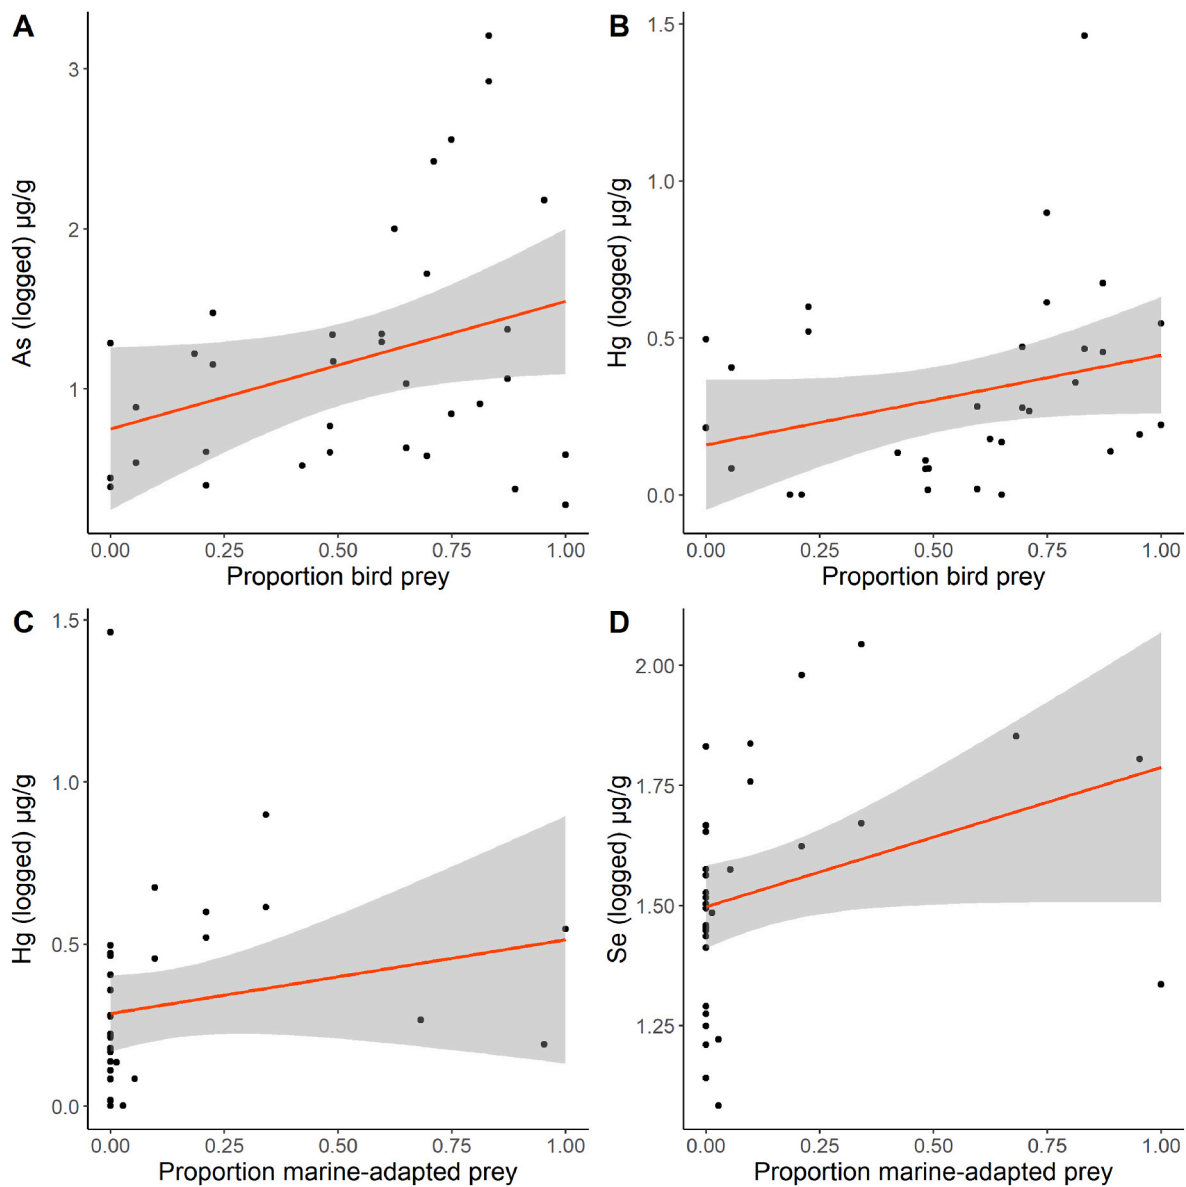 A
As (logged) µg/g
3
2
1
0.00 0.25 0.50 0.75 1.00
Proportion bird prey
B
Hg (logged) µg/g
1.5
1.0
0.5
0.0
0.00 0.25 0.50 0.75 1.00
Proportion bird prey
C
Hg (logged) µg/g
1.5
1.0
0.5
0.0
0.00 0.25 0.50 0.75 1.00
Proportion marine-adapted prey
D
Se (logged) µg/g
2.00
1.75
1.50
1.25
0.00 0.25 0.50 0.75 1.00
Proportion marine-adapted prey